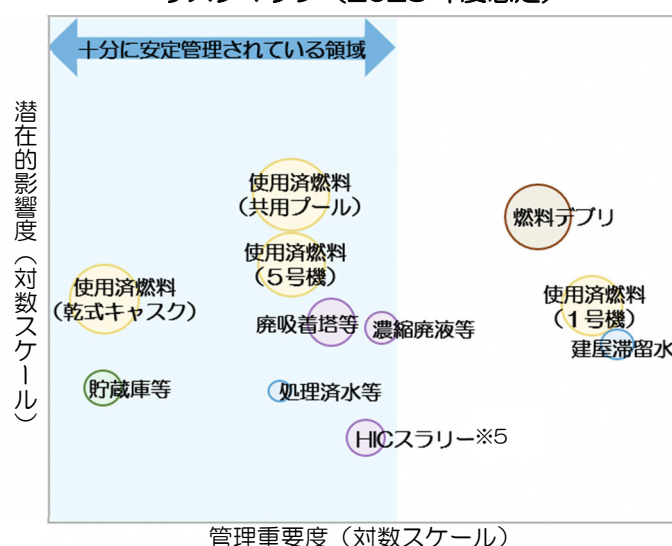 十分に安定管理されている領域
潜在的影響度（対数スケール）
使用済燃料
（共用プール）
燃料デブリ
使用済燃料
（５号機）
使用済燃料
（乾式キャスク）
使用済燃料
（１号機）
廃吸着塔等
濃縮廃液等
建屋滞留水
貯蔵庫等
処理済水等
HICスラリー※5
管理重要度（対数スケール）